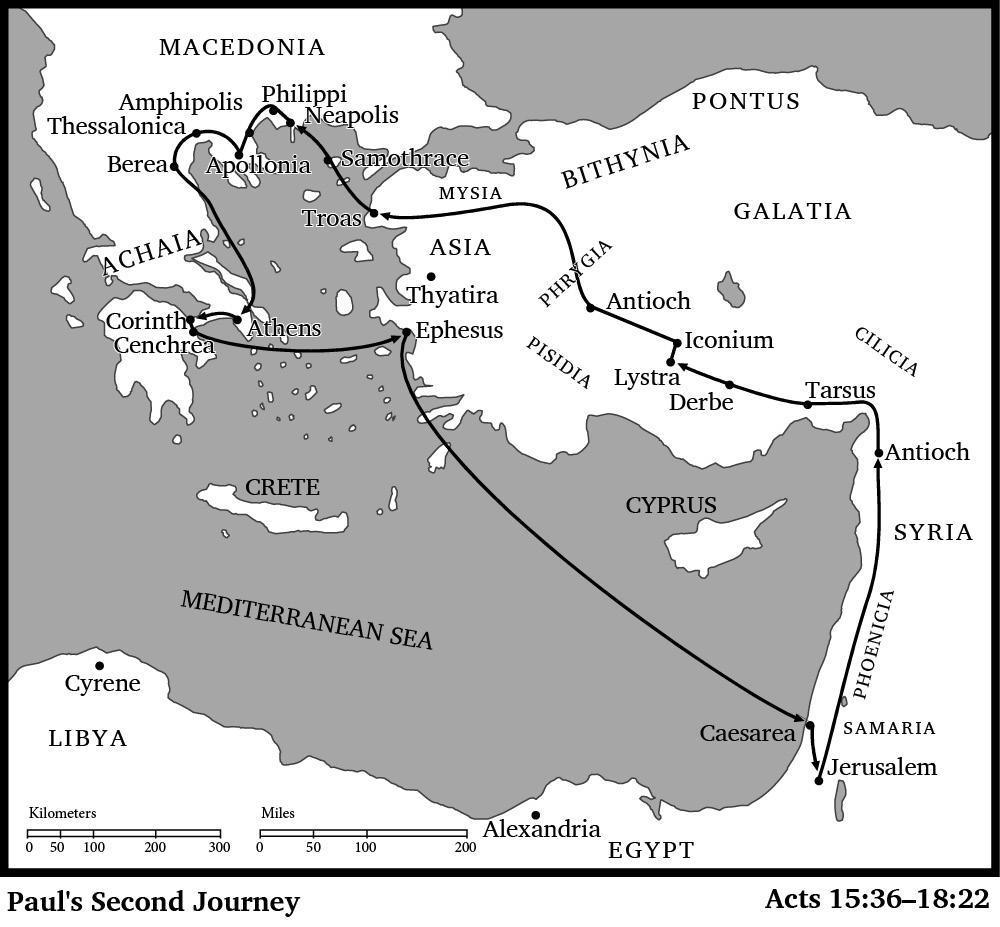 MACEDONIA
PONTUS
Philippi
Amphipolis
Neapolis
Thessalonica
BITHYNIA
Berea
Apollonia
Samothrace
MYSIA
GALATIA
Troas
ASIA
ACHAIA
PHRYGIA
Thyatira
Antioch
Corinth
Athens
Ephesus
Cenchrea
Iconium
CILICIA
PISIDIA
Lystra
Derbe
Tarsus
Antioch
CRETE
CYPRUS
SYRIA
MEDITERRANEAN SEA
PHOENICIA
Cyrene
LIBYA
Caesarea
SAMARIA
Jerusalem
Kilometers
0 50 100 200 300
Miles
0 50 100 200
Alexandria
EGYPT
Paul's Second Journey
Acts 15:36–18:22